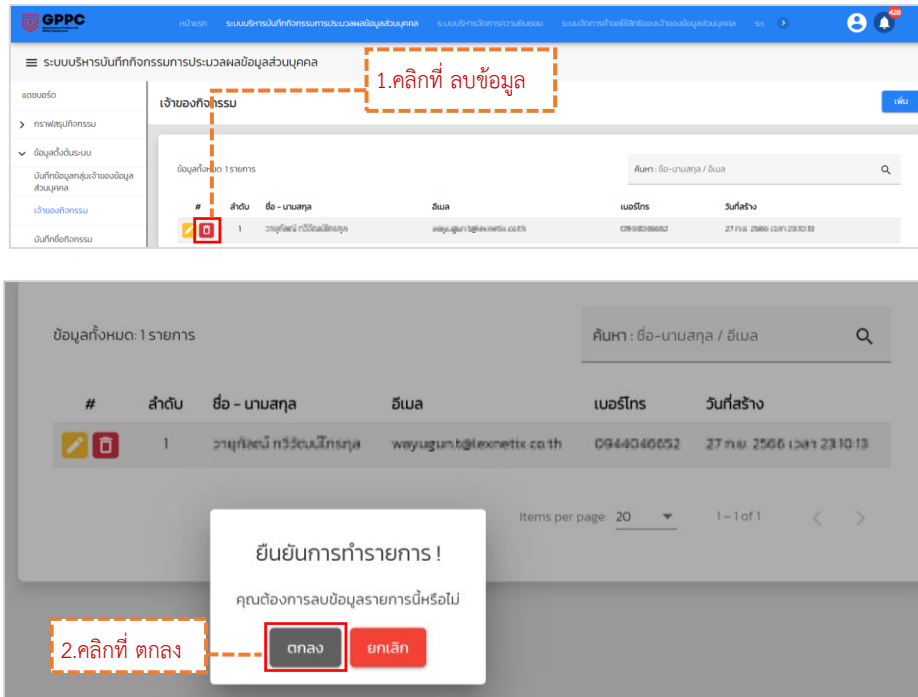 GPPC
หน้าแรก ระบบบริหารบันทึกกิจกรรมการประมวลผลข้อมูลส่วนบุคคล ระบบบริหารจัดการความยินยอม ระบบจัดการคำขอใช้สิทธิของเจ้าของข้อมูลส่วนบุคคล
428
ระบบบริหารบันทึกกิจกรรมการประมวลผลข้อมูลส่วนบุคคล
1.คลิกที่ ลบข้อมูล
แดชบอร์ด
เจ้าของกิจกรรม
เพิ่ม
กราฟสรุปกิจกรรม
ข้อมูลตั้งต้นระบบ
ข้อมูลทั้งหมด: 1 รายการ
ค้นหา : ชื่อ-นามสกุล / อีเมล
บันทึกข้อมูลกลุ่มเจ้าของข้อมูล
ส่วนบุคคล
เจ้าของกิจกรรม
# ลำดับ ชื่อ - นามสกุล อีเมล เบอร์โทร วันที่สร้าง
1
บันทึกชื่อกิจกรรม
ข้อมูลทั้งหมด: 1 รายการ
ค้นหา : ชื่อ-นามสกุล / อีเมล
# ลำดับ ชื่อ - นามสกุล อีเมล เบอร์โทร วันที่สร้าง
1 27 ก.ย. 2566 เวลา 23:10:13
Items per page: 20 1 – 1 of 1
ยืนยันการทำรายการ !
คุณต้องการลบข้อมูลรายการนี้หรือไม่
2.คลิกที่ ตกลง
ตกลง ยกเลิก